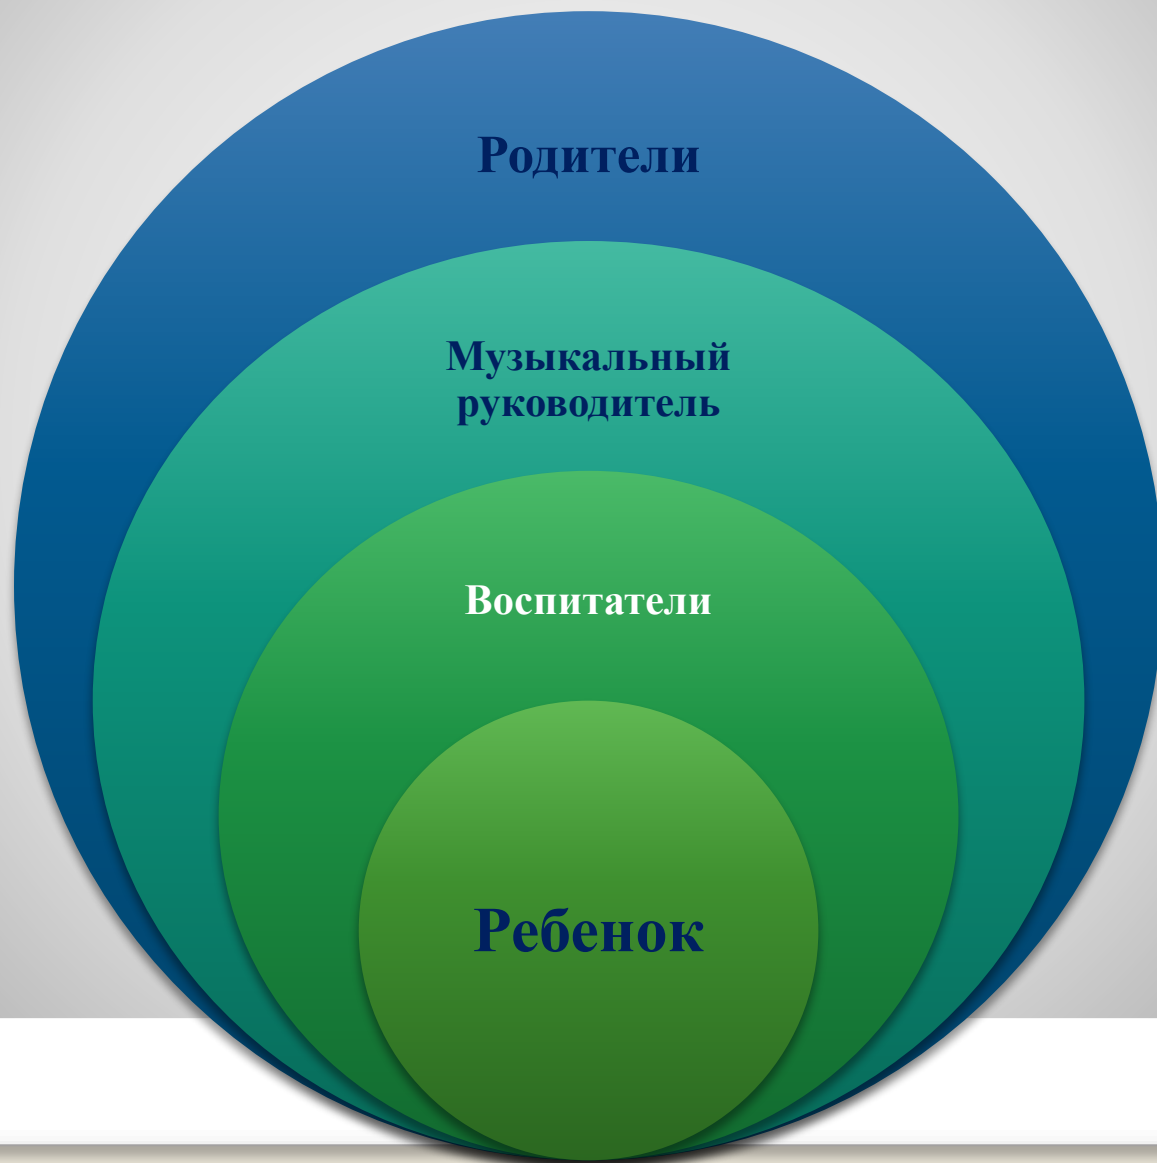 Родители
Музыкальный
руководитель
Воспитатели
Ребенок